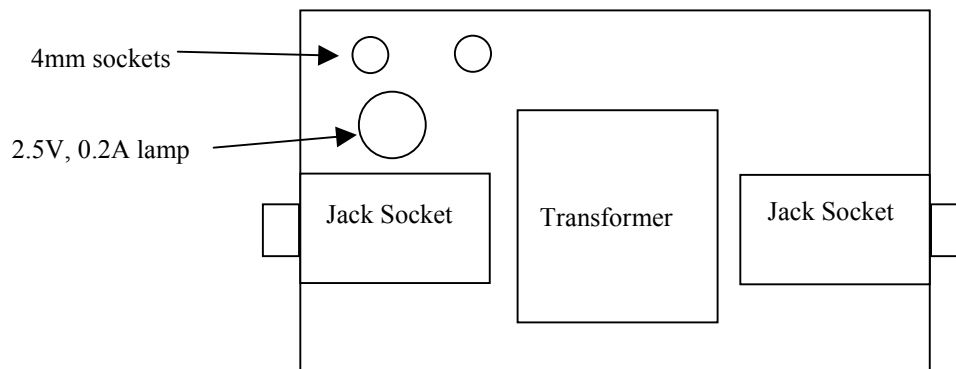 4mm sockets
2.5V, 0.2A lamp
Jack Socket
Transformer
Jack Socket